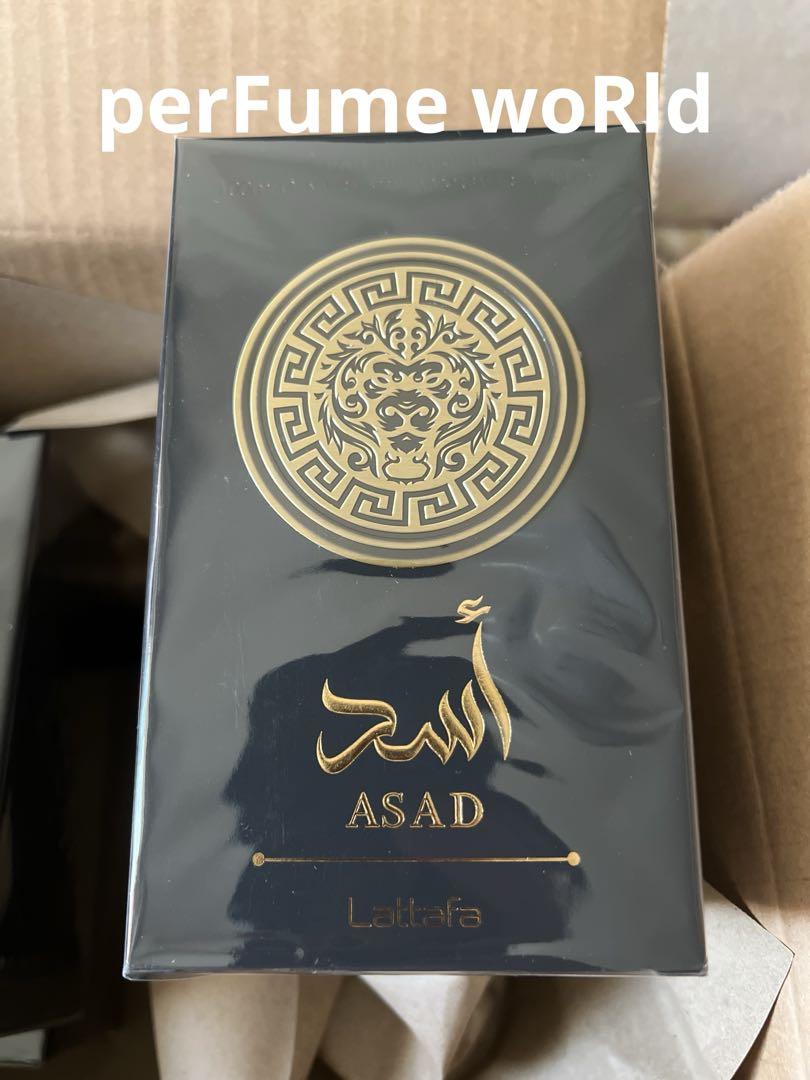 perFume woRld
أسد
ASAD
Lattafa